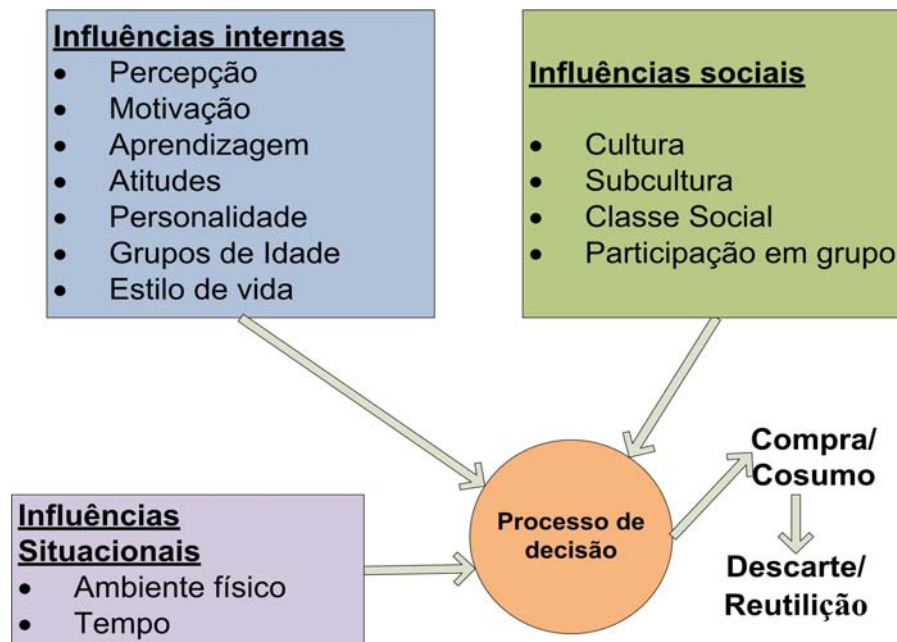 Influências internas
• Percepção
• Motivação
• Aprendizagem
• Atitudes
• Personalidade
• Grupos de Idade
• Estilo de vida
Influências sociais
• Cultura
• Subcultura
• Classe Social
• Participação em grupo
Influências
Situacionais
• Ambiente físico
• Tempo
Processo de
decisão
Compra/
Cosumo
Descarte/
Reutilição